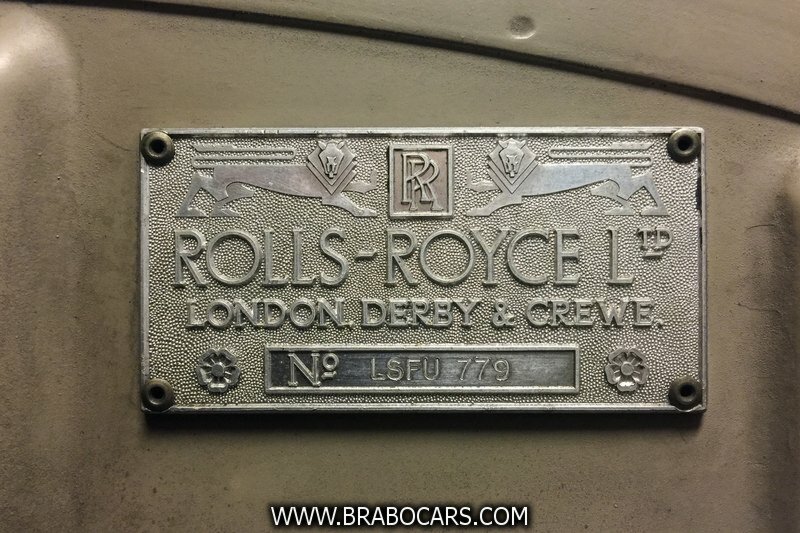 RR
ROLLS-ROYCE LTD
LONDON. DERBY & CREWE.
Nº LSFU 779
WWW.BRABOCARS.COM